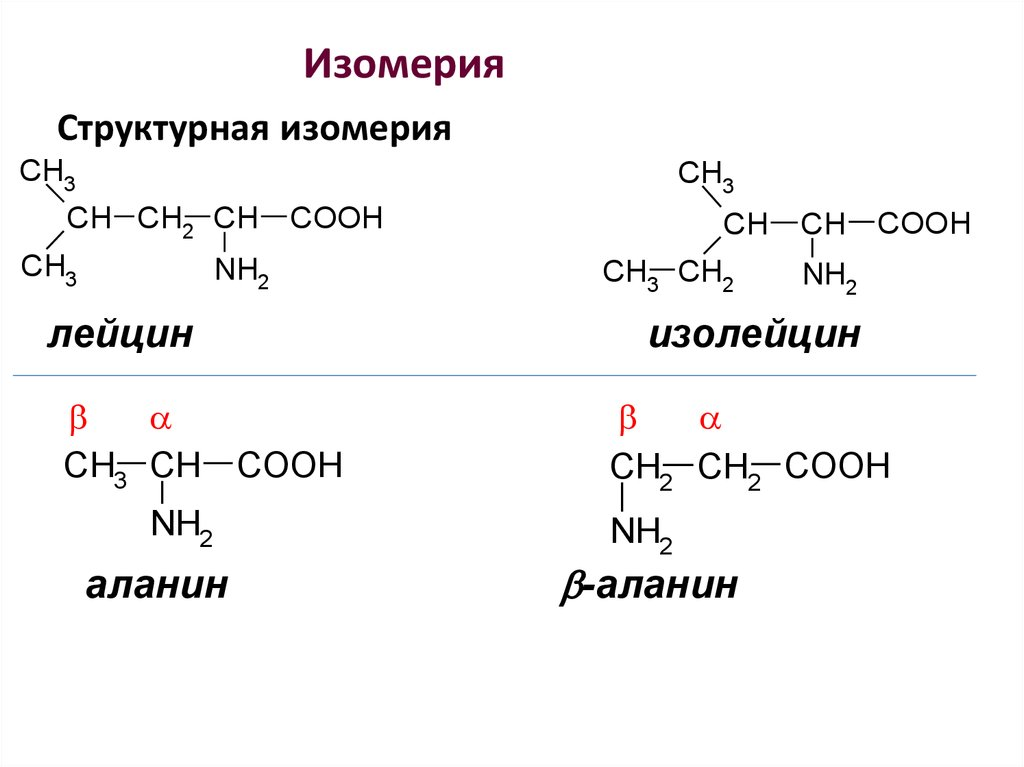 Изомерия
Структурная изомерия
CH3
CH CH2 CH COOH
CH3 NH2
лейцин
CH3
CH CH COOH
CH3 CH2 NH2
изолейцин
β α
CH3 CH COOH
NH2
аланин
β α
CH2 CH2 COOH
NH2
β-аланин